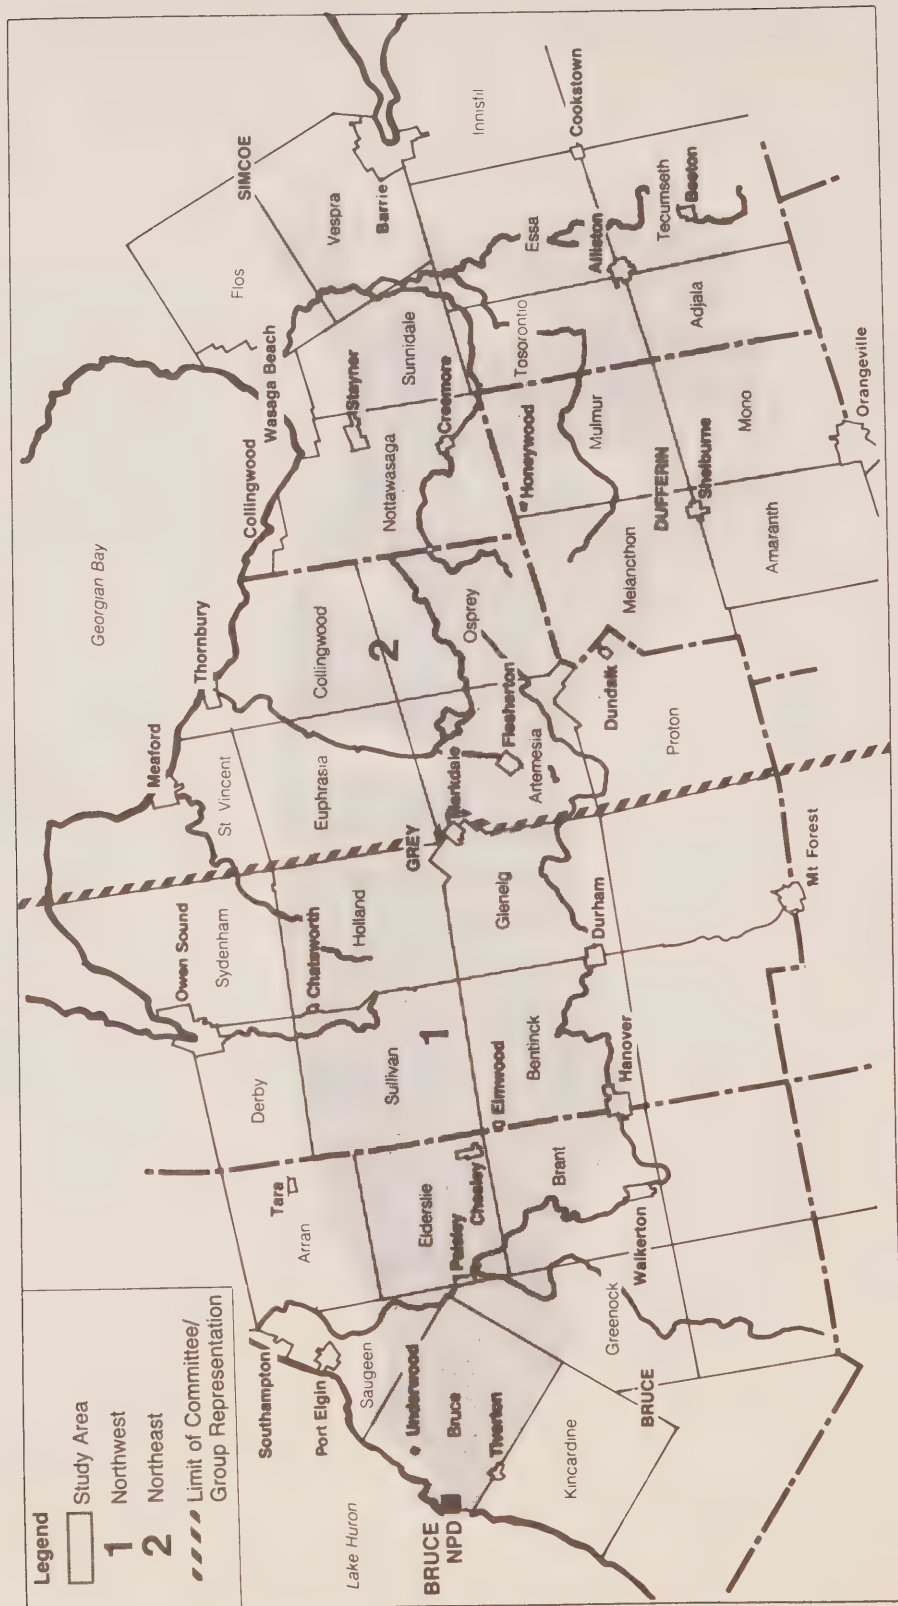 Legend
Study Area
1 Northwest
2 Northeast
Limit of Committee/
Group Representation
Georgian Bay
Lake Huron
BRUCE
NPD
Southampton
Port Elgin
Saugeen
Underwood
Bruce
Tiverton
Kincardine
BRUCE
Greenock
Walkerton
Arran
Tara
Elderslie
Paisley
Chesley
Brant
Elmwood
Hanover
Derby
Sullivan
1
Bentinck
Owen Sound
Sydenham
Chatsworth
Holland
Glenelg
Durham
Mt Forest
GREY
Markdale
Meaford
St Vincent
Euphrasia
Artemesia
Flesherton
Thornbury
Collingwood
2
Osprey
Dundalk
Proton
Collingwood
Wasaga Beach
Nottawasaga
Stayner
Creemore
Sunnidale
Honeywood
Melancthon
Mulmur
DUFFERIN
Shelburne
Amaranth
Mono
Orangeville
SIMCOE
Flos
Vespra
Barrie
Innisfil
Essa
Tosorontio
Alliston
Adjala
Tecumseth
Beeton
Cookstown